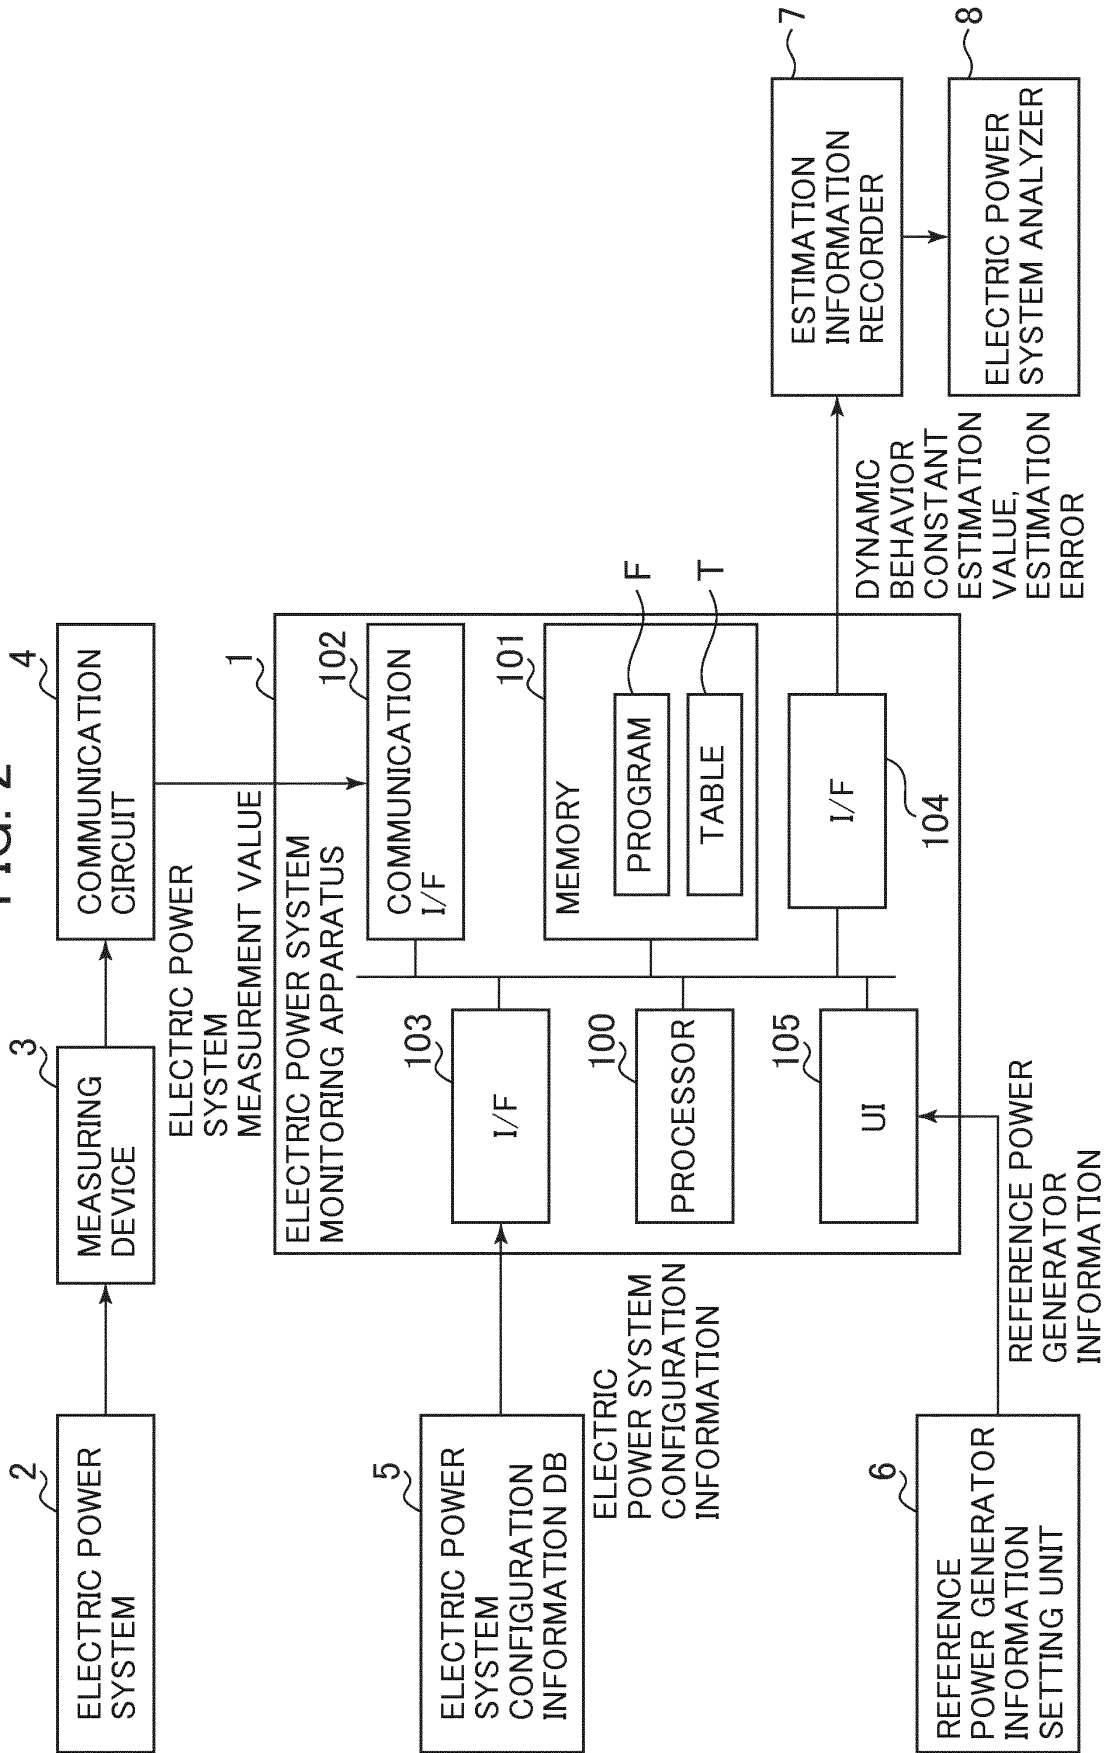 FIG. 2
2
ELECTRIC POWER
SYSTEM
3
MEASURING
DEVICE
4
COMMUNICATION
CIRCUIT
ELECTRIC POWER
SYSTEM
MEASUREMENT VALUE
1
ELECTRIC POWER SYSTEM
MONITORING APPARATUS
102
COMMUNICATION
I/F
103
I/F
101
MEMORY
PROGRAM
F
TABLE
T
100
PROCESSOR
105
UI
I/F
104
5
ELECTRIC POWER
SYSTEM
CONFIGURATION
INFORMATION DB
ELECTRIC
POWER SYSTEM
CONFIGURATION
INFORMATION
6
REFERENCE
POWER GENERATOR
INFORMATION
SETTING UNIT
REFERENCE POWER
GENERATOR
INFORMATION
DYNAMIC
BEHAVIOR
CONSTANT
ESTIMATION
VALUE,
ESTIMATION
ERROR
7
ESTIMATION
INFORMATION
RECORDER
8
ELECTRIC POWER
SYSTEM ANALYZER